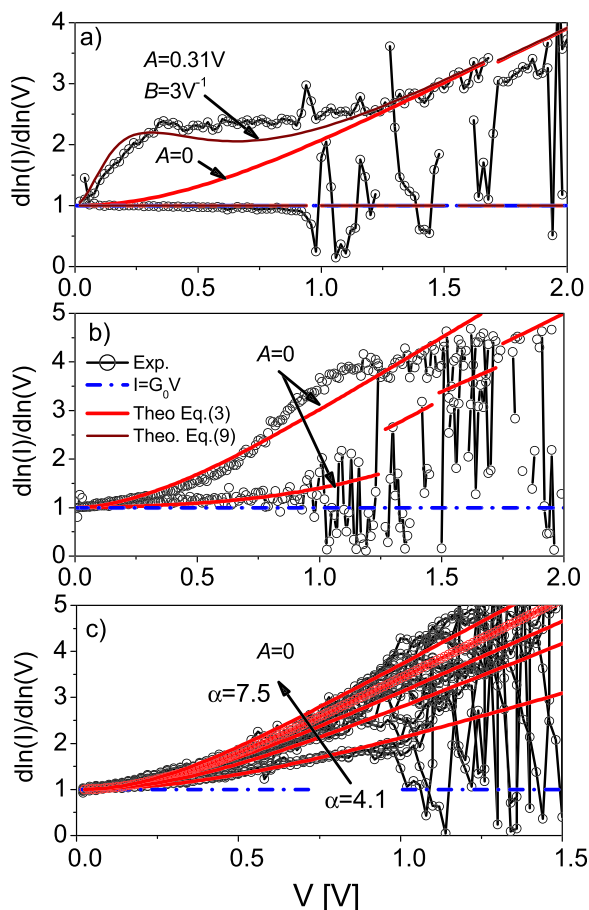 a)
A=0.31V
B=3V⁻¹
A=0
dln(I)/dln(V)
0
1
2
3
4
0.0
0.5
1.0
1.5
2.0
b)
Exp.
I=G₀V
Theo Eq.(3)
Theo. Eq.(9)
A=0
dln(I)/dln(V)
0
1
2
3
4
5
0.0
0.5
1.0
1.5
2.0
c)
A=0
α=7.5
α=4.1
dln(I)/dln(V)
0
1
2
3
4
5
0.0
0.5
1.0
1.5
V [V]